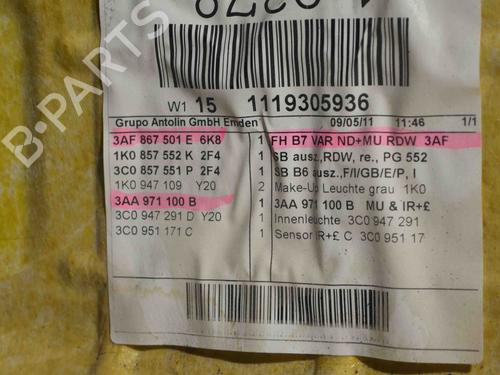 B-PARTS
W1 15 1119305936
Grupo Antolin GmbH Emden 09/05/11 11:46 1/1
3AF 867 501 E 6K8 1 FH B7 VAR ND+MU RDW 3AF
1K0 857 552 K 2F4 1 SB ausz.,RDW, re., PG 552
3C0 857 551 P 2F4 1 SB B6 ausz.,F/I/GB/E/P, l
1K0 947 109 Y20 2 Make-Up Leuchte grau 1K0
3AA 971 100 B 1 3AA 971 100 B MU & IR+£
3C0 947 291 D Y20 1 Innenleuchte 3C0 947 291
3C0 951 171 C 1 Sensor IR+£ C 3C0 951 17